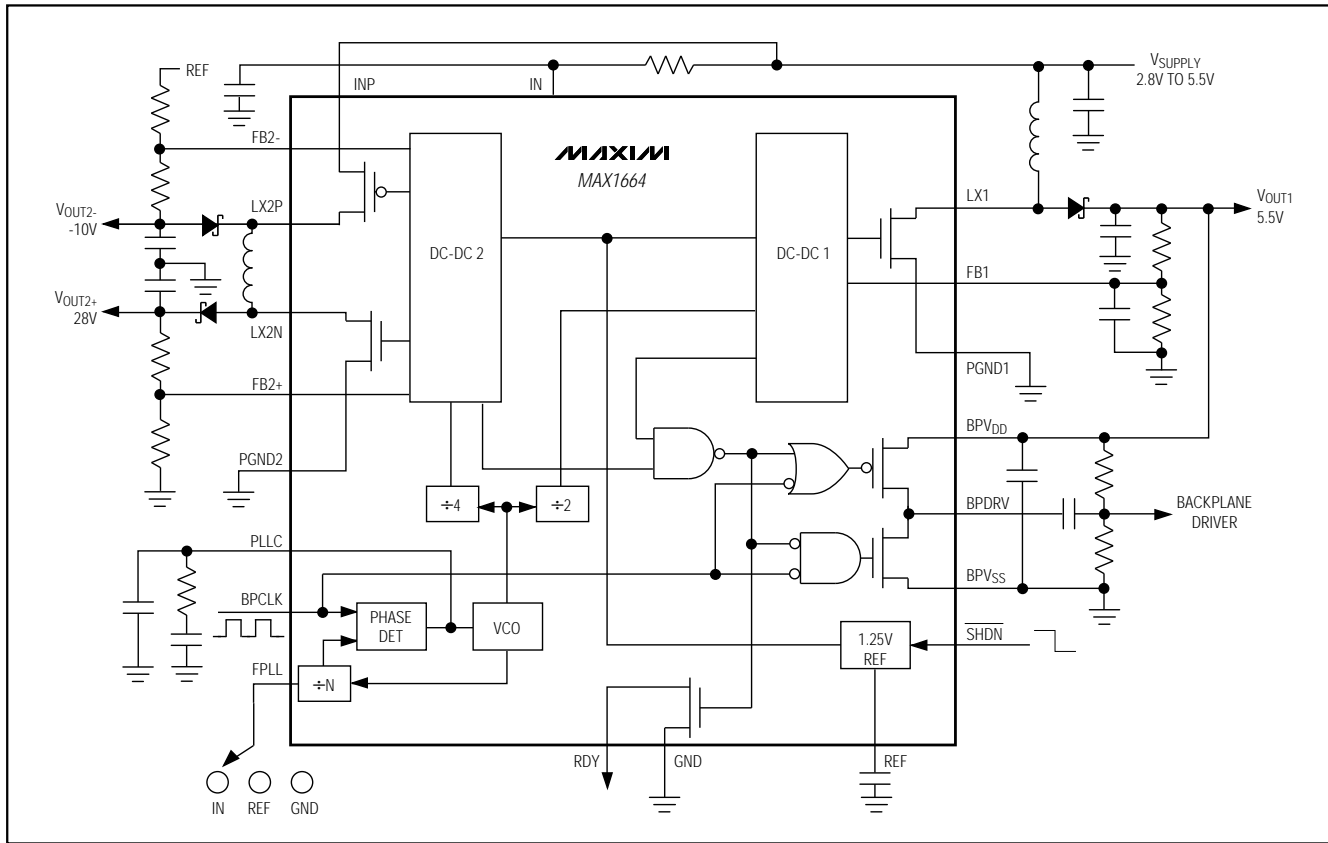 REF
INP
IN
VSUPPLY
2.8V TO 5.5V
FB2-
MAXIM
MAX1664
LX2P
LX1
VOUT2-
-10V
VOUT1
5.5V
DC-DC 2
DC-DC 1
FB1
VOUT2+
28V
LX2N
PGND1
FB2+
BPVDD
PGND2
÷4
÷2
BPDRV
BACKPLANE
DRIVER
PLLC
BPVSS
BPCLK
PHASE
DET
VCO
1.25V
REF
SHDN
FPLL
÷N
RDY
GND
REF
IN
REF
GND